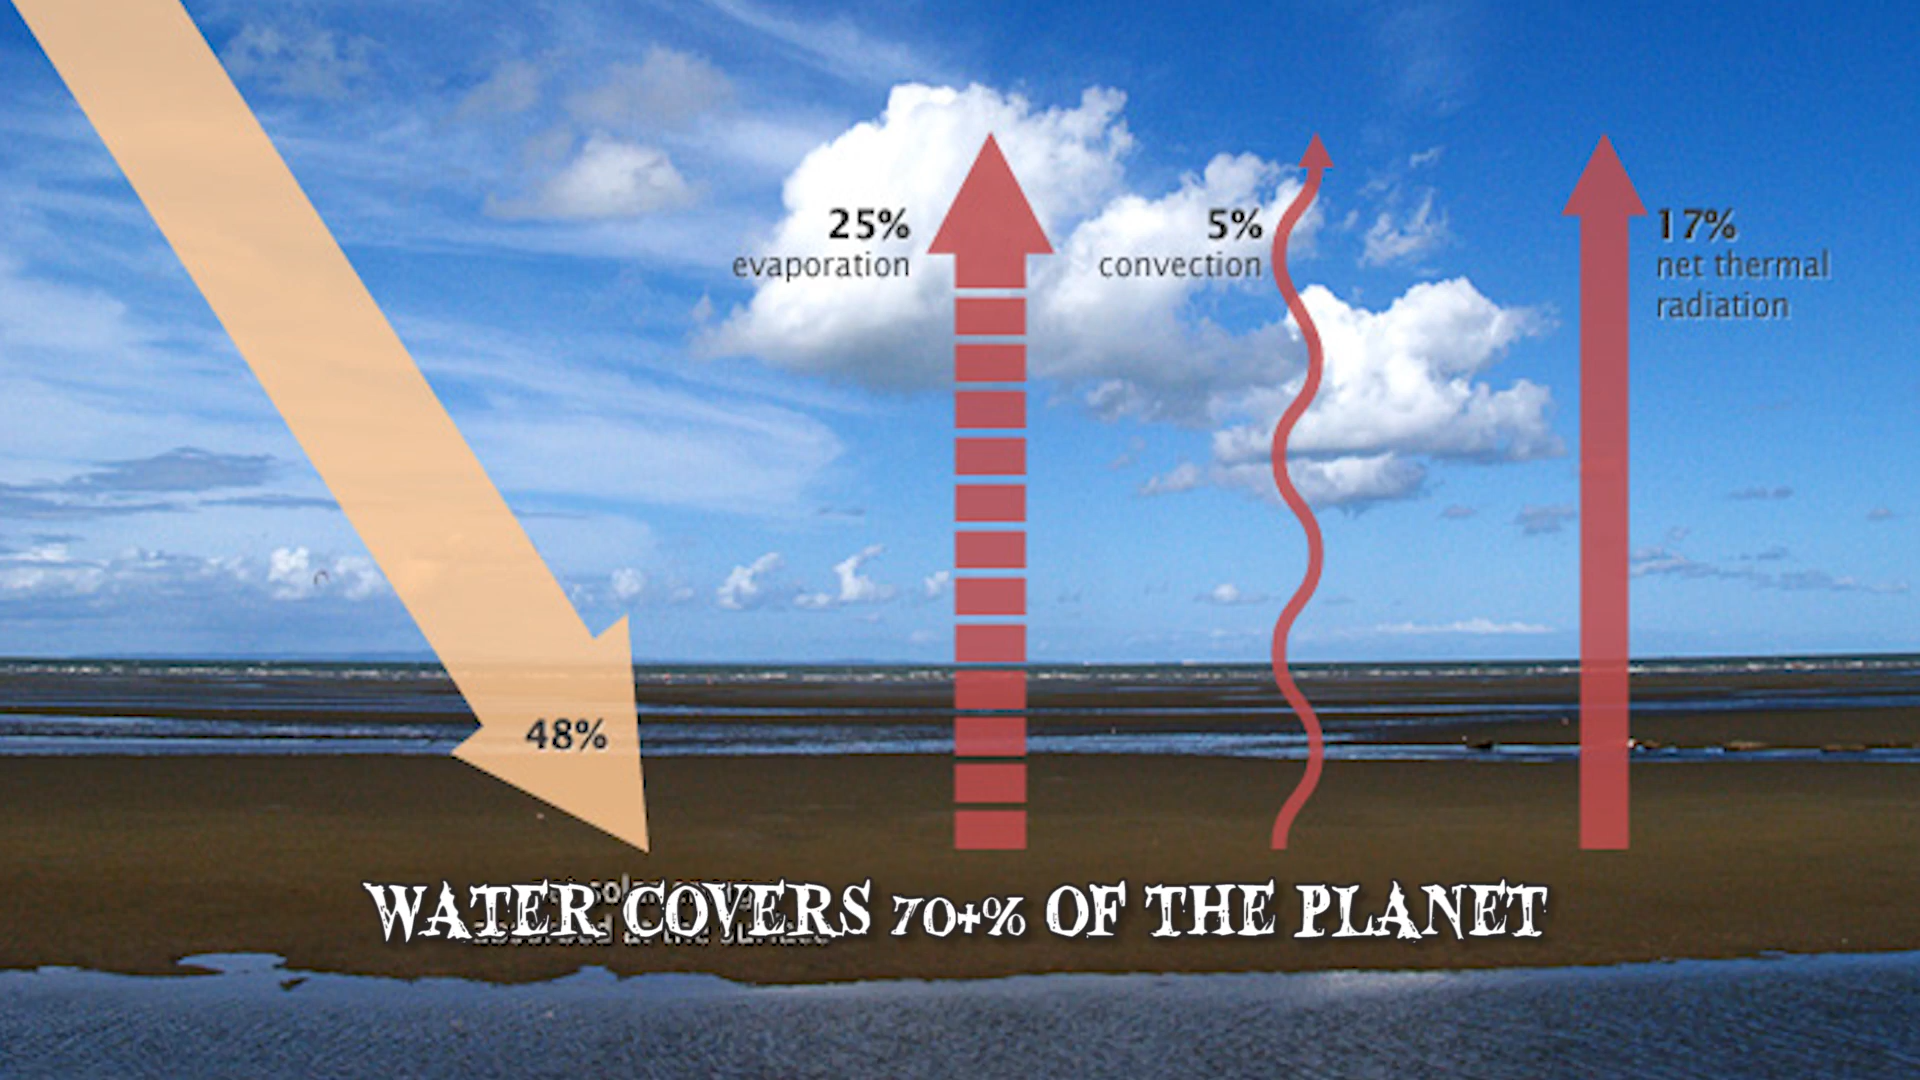 25%
evaporation
5%
convection
17%
net thermal
radiation
48%
WATER COVERS 70+% OF THE PLANET